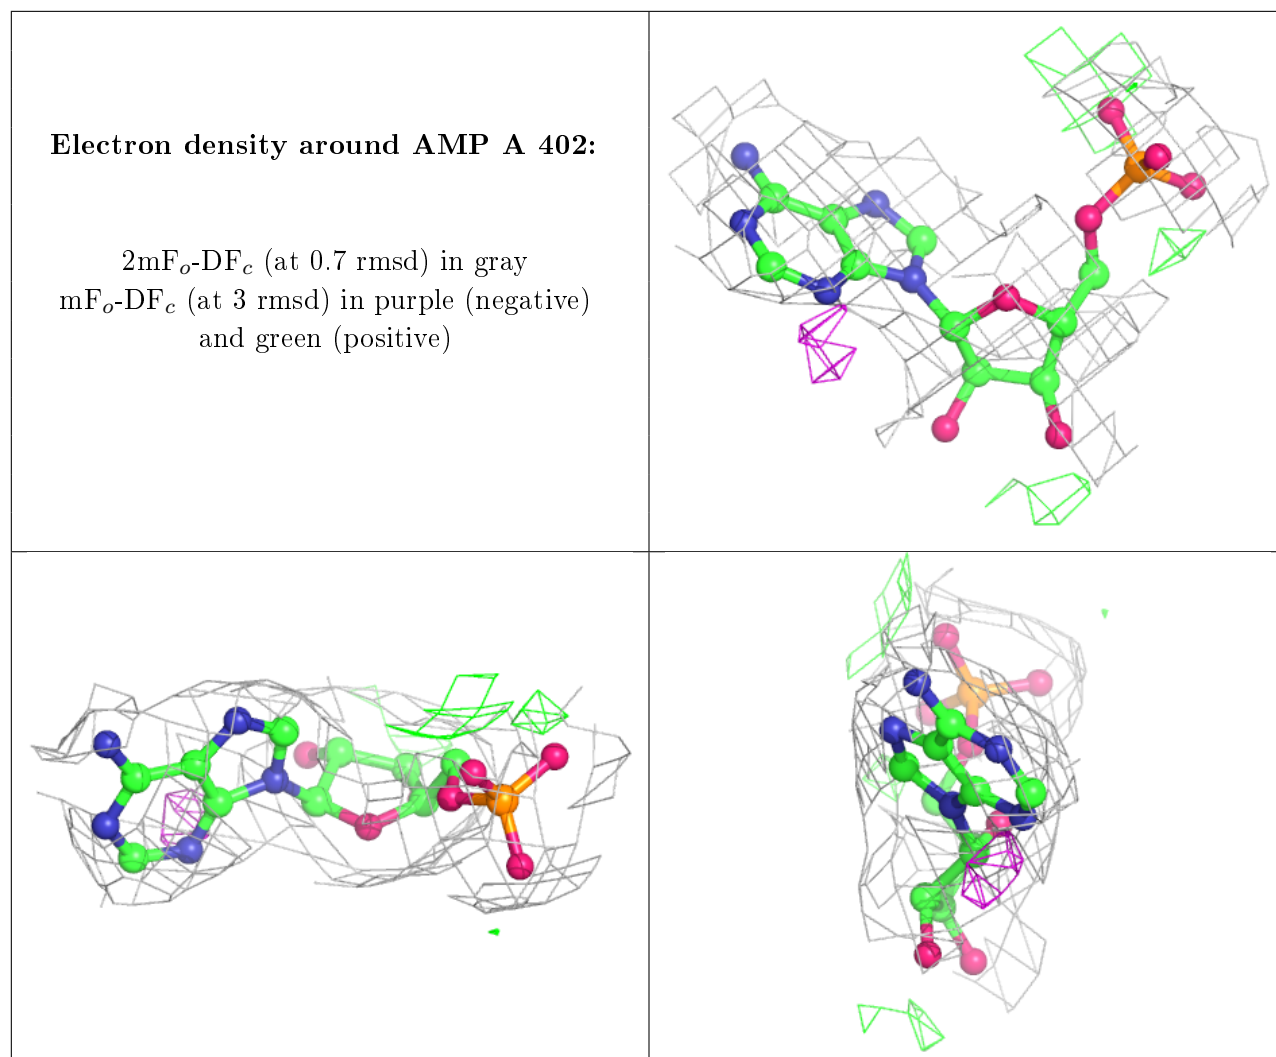 Electron density around AMP A 402:
2mFo-DFc (at 0.7 rmsd) in gray
mFo-DFc (at 3 rmsd) in purple (negative)
and green (positive)